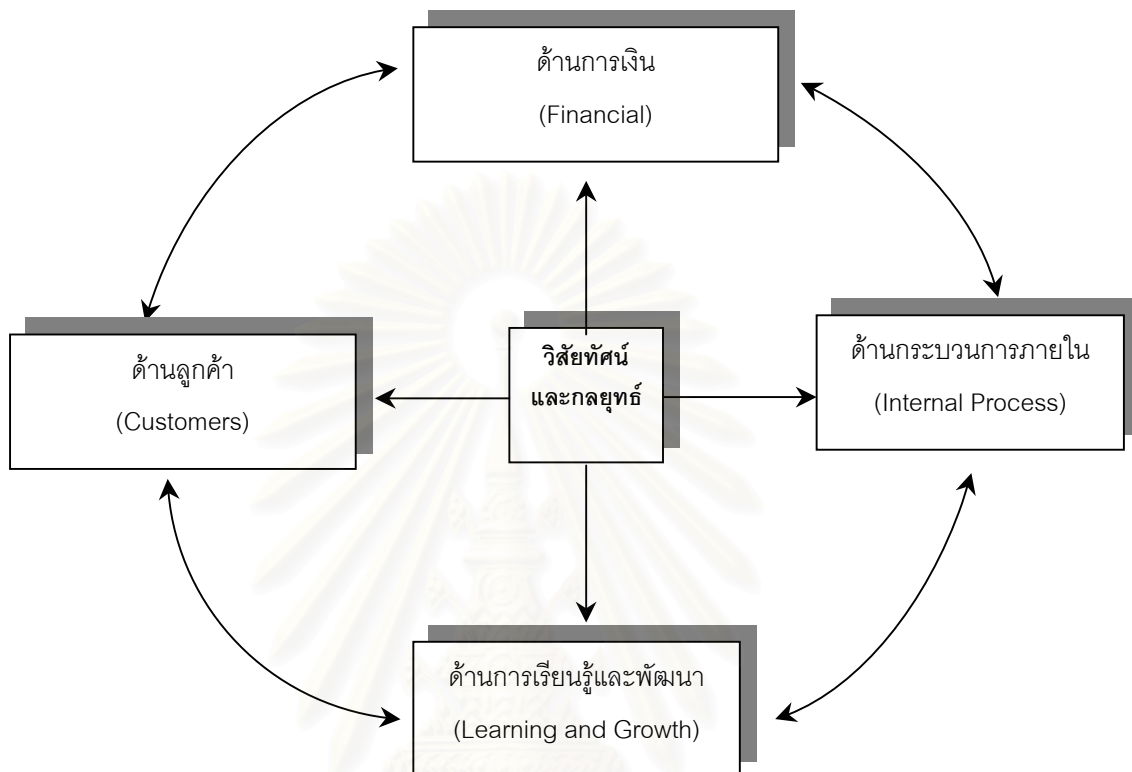 ด้านการเงิน
(Financial)
ด้านลูกค้า
(Customers)
วิสัยทัศน์
และกลยุทธ์
ด้านกระบวนการภายใน
(Internal Process)
ด้านการเรียนรู้และพัฒนา
(Learning and Growth)